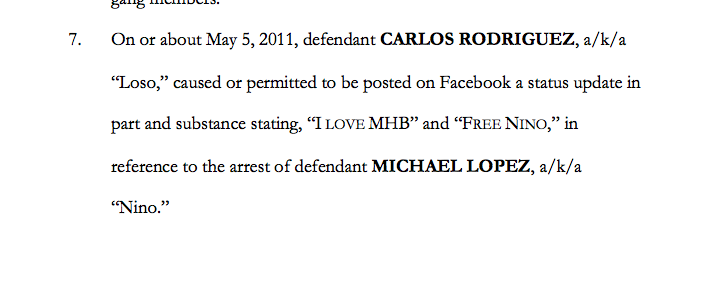 gang members.
7. On or about May 5, 2011, defendant CARLOS RODRIGUEZ, a/k/a
“Loso,” caused or permitted to be posted on Facebook a status update in
part and substance stating, “I LOVE MHB” and “FREE NINO,” in
reference to the arrest of defendant MICHAEL LOPEZ, a/k/a
“Nino.”